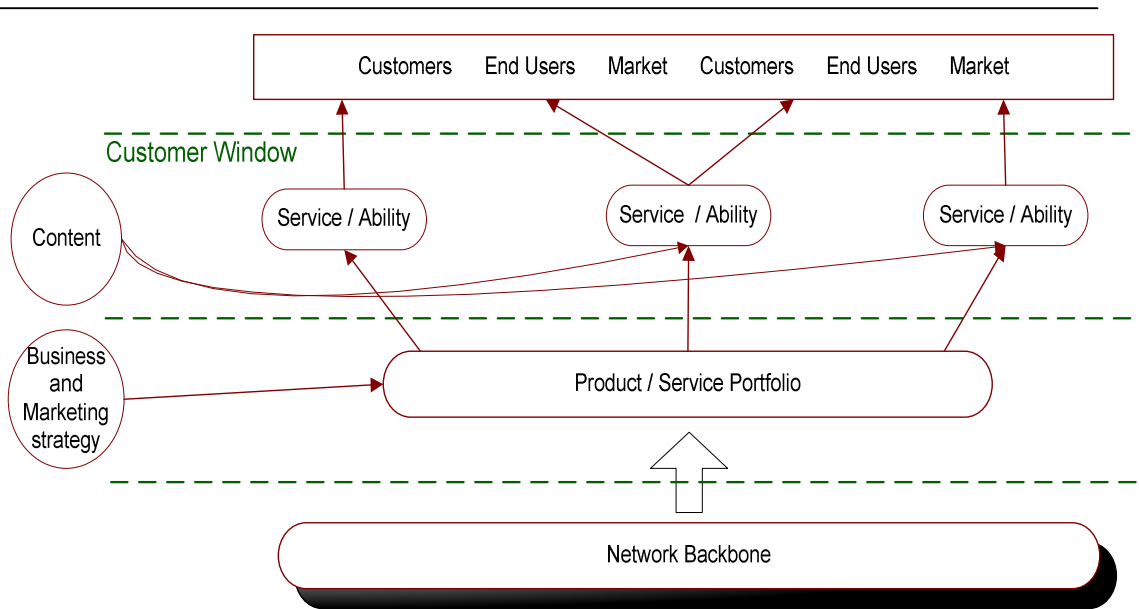 Customers End Users Market Customers End Users Market
Customer Window
Service / Ability
Service / Ability
Service / Ability
Content
Business
and
Marketing
strategy
Product / Service Portfolio
Network Backbone